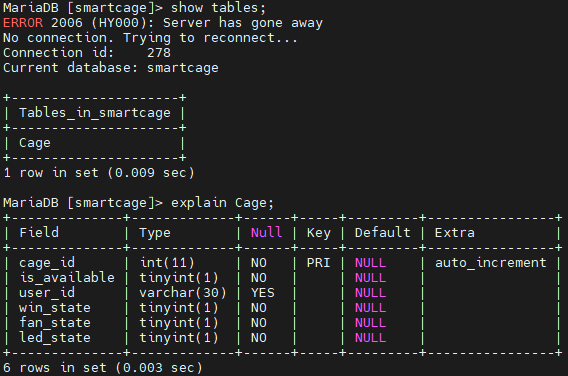 MariaDB [smartcage]> show tables;
ERROR 2006 (HY000): Server has gone away
No connection. Trying to reconnect...
Connection id:    278
Current database: smartcage
+---------------------+
| Tables_in_smartcage |
+---------------------+
| Cage                |
+---------------------+
1 row in set (0.009 sec)
MariaDB [smartcage]> explain Cage;
+--------------+-------------+------+-----+---------+----------------+
| Field        | Type        | Null | Key | Default | Extra          |
+--------------+-------------+------+-----+---------+----------------+
| cage_id      | int(11)     | NO   | PRI | NULL    | auto_increment |
| is_available | tinyint(1)  | NO   |     | NULL    |                |
| user_id      | varchar(30) | YES  |     | NULL    |                |
| win_state    | tinyint(1)  | NO   |     | NULL    |                |
| fan_state    | tinyint(1)  | NO   |     | NULL    |                |
| led_state    | tinyint(1)  | NO   |     | NULL    |                |
+--------------+-------------+------+-----+---------+----------------+
6 rows in set (0.003 sec)